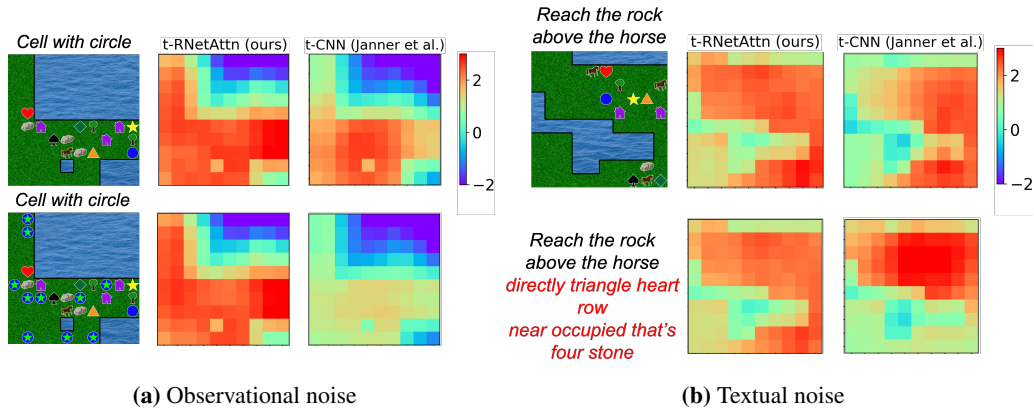 Cell with circle
t-RNetAttn (ours)
t-CNN (Janner et al.)
2
0
−2
Cell with circle
(a) Observational noise
Reach the rock
above the horse
t-RNetAttn (ours)
t-CNN (Janner et al.)
2
0
−2
Reach the rock
above the horse
directly triangle heart
row
near occupied that's
four stone
(b) Textual noise